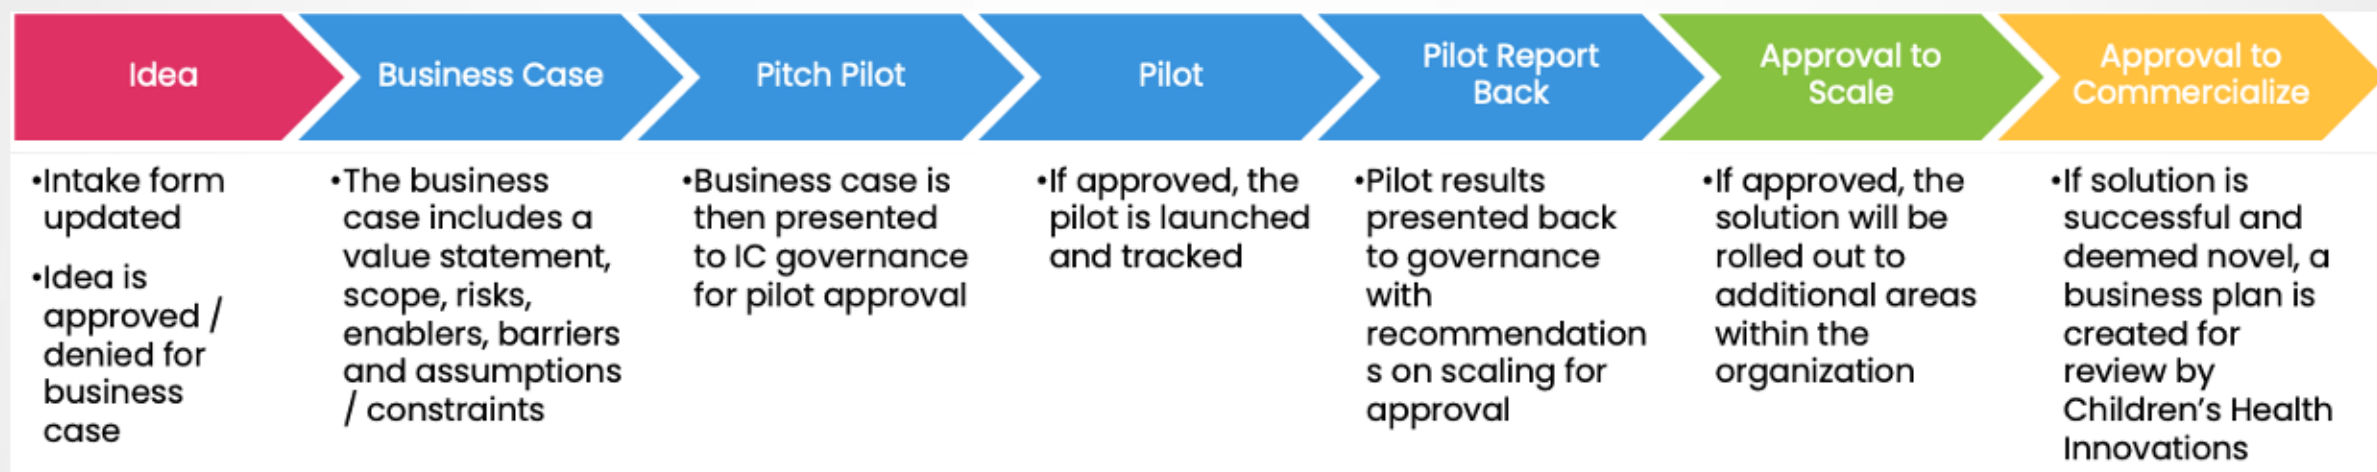 Idea
Business Case
Pitch Pilot
Pilot
Pilot Report
Back
Approval to
Scale
Approval to
Commercialize
•Intake form
updated
•Idea is
approved /
denied for
business
case
•The business
case includes a
value statement,
scope, risks,
enablers, barriers
and assumptions
/ constraints
•Business case is
then presented
to IC governance
for pilot approval
•If approved, the
pilot is launched
and tracked
•Pilot results
presented back
to governance
with
recommendation
s on scaling for
approval
•If approved, the
solution will be
rolled out to
additional areas
within the
organization
•If solution is
successful and
deemed novel, a
business plan is
created for
review by
Children’s Health
Innovations